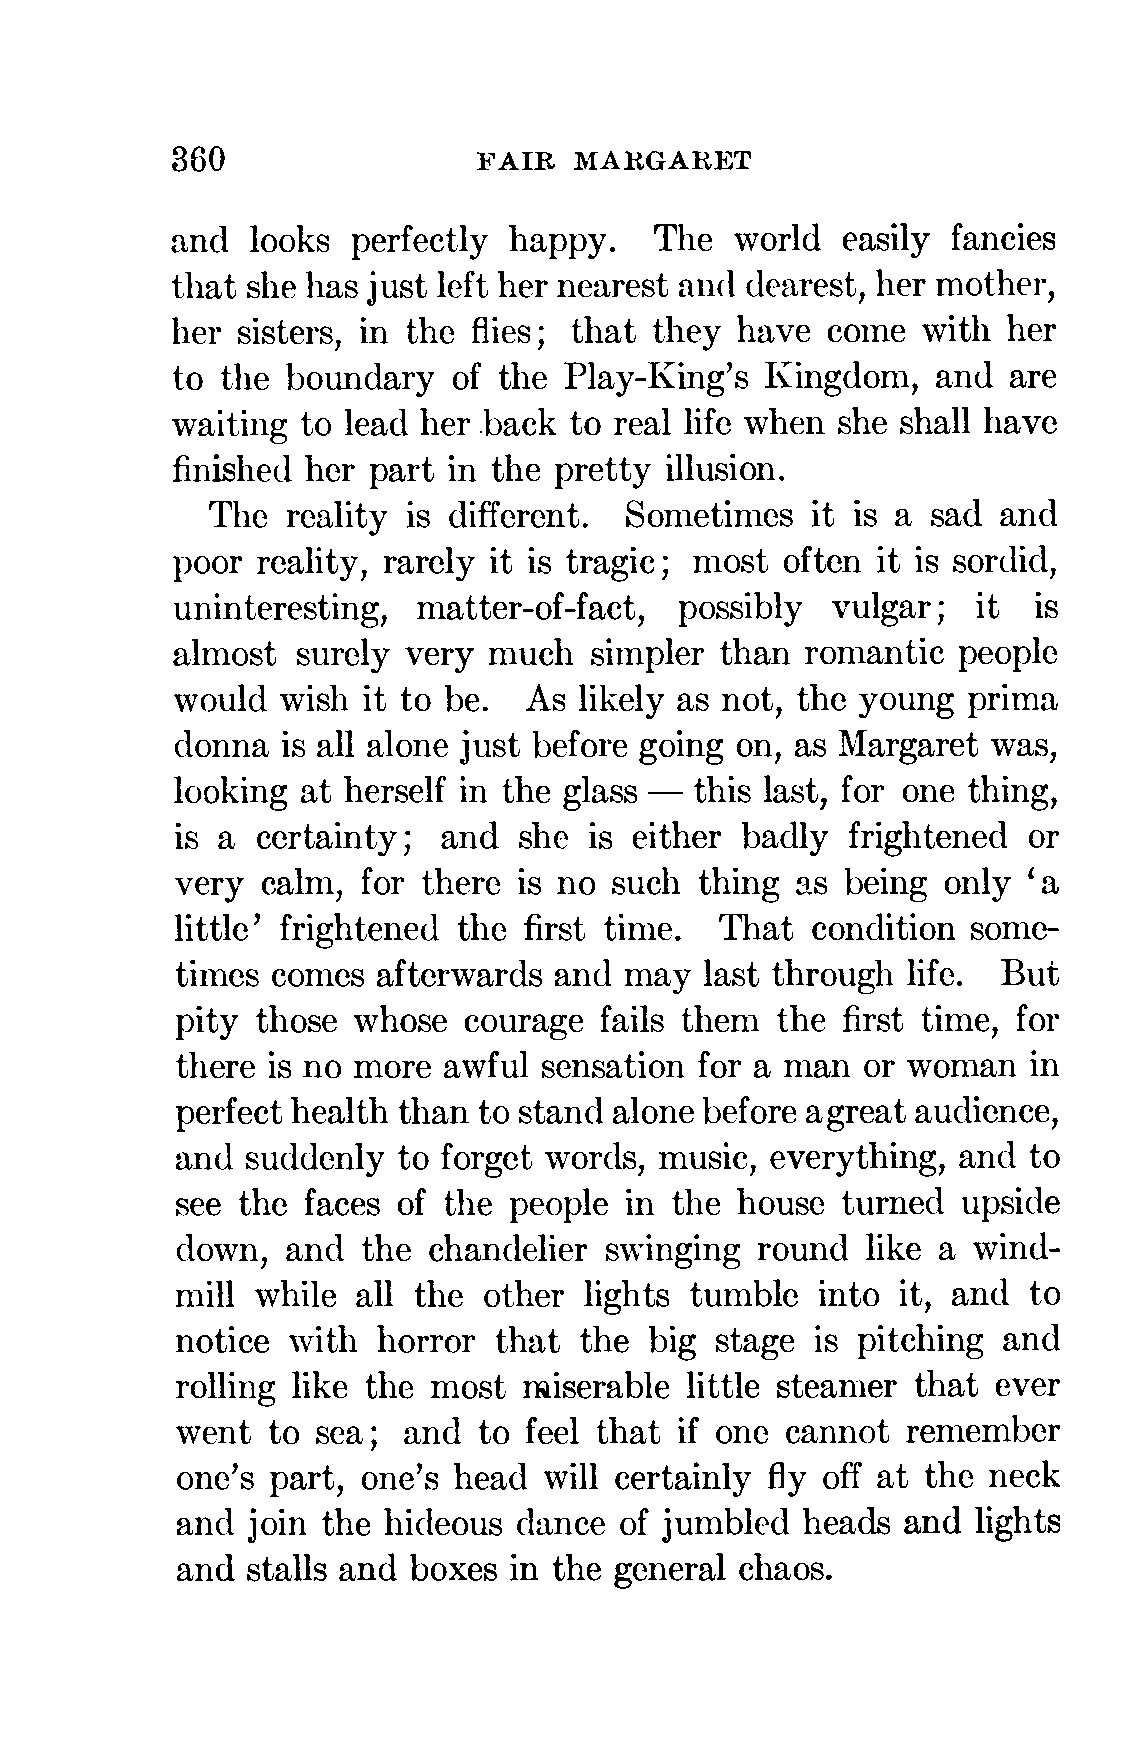 360 FAIR MARGARET
and looks perfectly happy. The world easily fancies
that she has just left her nearest and dearest, her mother,
her sisters, in the flies; that they have come with her
to the boundary of the Play-King's Kingdom, and are
waiting to lead her back to real life when she shall have
finished her part in the pretty illusion.
The reality is different. Sometimes it is a sad and
poor reality, rarely it is tragic; most often it is sordid,
uninteresting, matter-of-fact, possibly vulgar; it is
almost surely very much simpler than romantic people
would wish it to be. As likely as not, the young prima
donna is all alone just before going on, as Margaret was,
looking at herself in the glass — this last, for one thing,
is a certainty; and she is either badly frightened or
very calm, for there is no such thing as being only 'a
little' frightened the first time. That condition some-
times comes afterwards and may last through life. But
pity those whose courage fails them the first time, for
there is no more awful sensation for a man or woman in
perfect health than to stand alone before a great audience,
and suddenly to forget words, music, everything, and to
see the faces of the people in the house turned upside
down, and the chandelier swinging round like a wind-
mill while all the other lights tumble into it, and to
notice with horror that the big stage is pitching and
rolling like the most miserable little steamer that ever
went to sea; and to feel that if one cannot remember
one's part, one's head will certainly fly off at the neck
and join the hideous dance of jumbled heads and lights
and stalls and boxes in the general chaos.